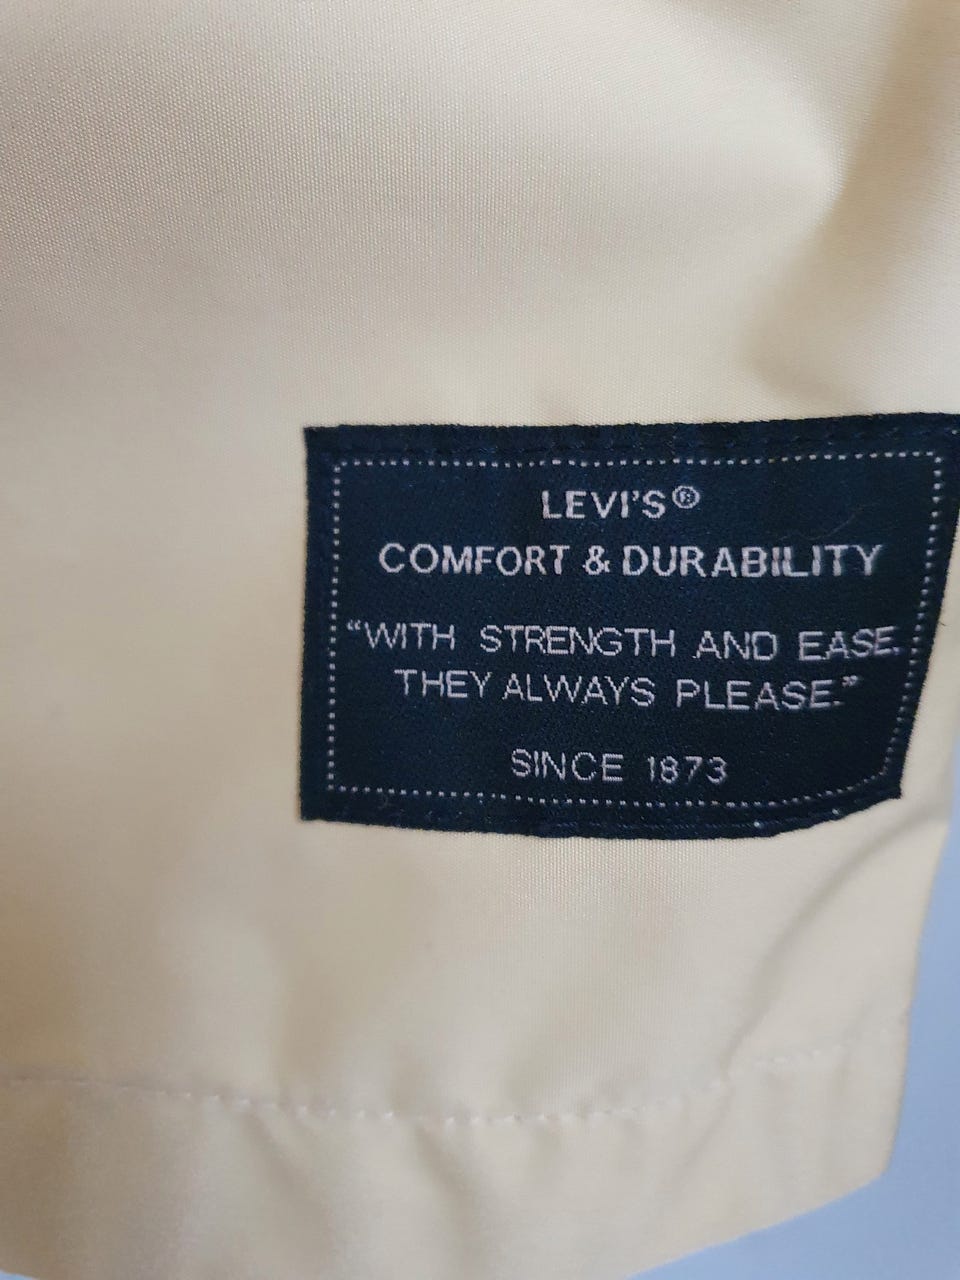 LEVI'S®
COMFORT & DURABILITY
“WITH STRENGTH AND EASE.
THEY ALWAYS PLEASE.”
SINCE 1873